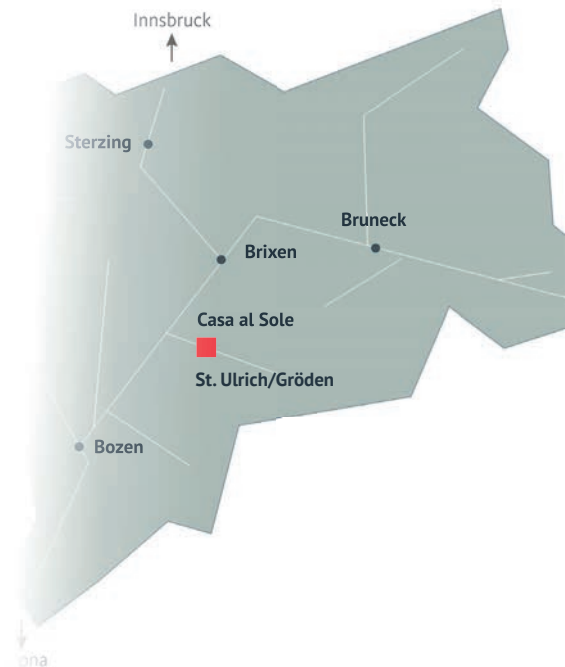 Innsbruck
Sterzing
Bruneck
Brixen
Casa al Sole
St. Ulrich/Gröden
Bozen